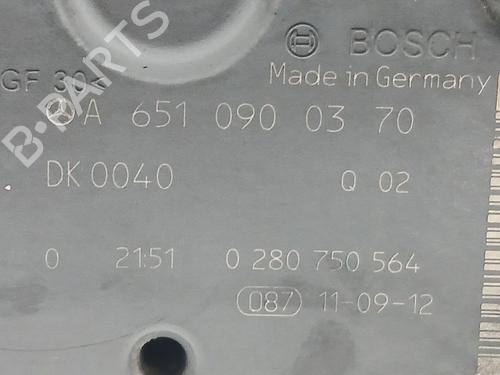 BOSCH
Made in Germany
GF 30<
A 651 090 03 70
DK 0040 Q 02
0 21:51 0 280 750 564
087 11-09-12
B-PARTS